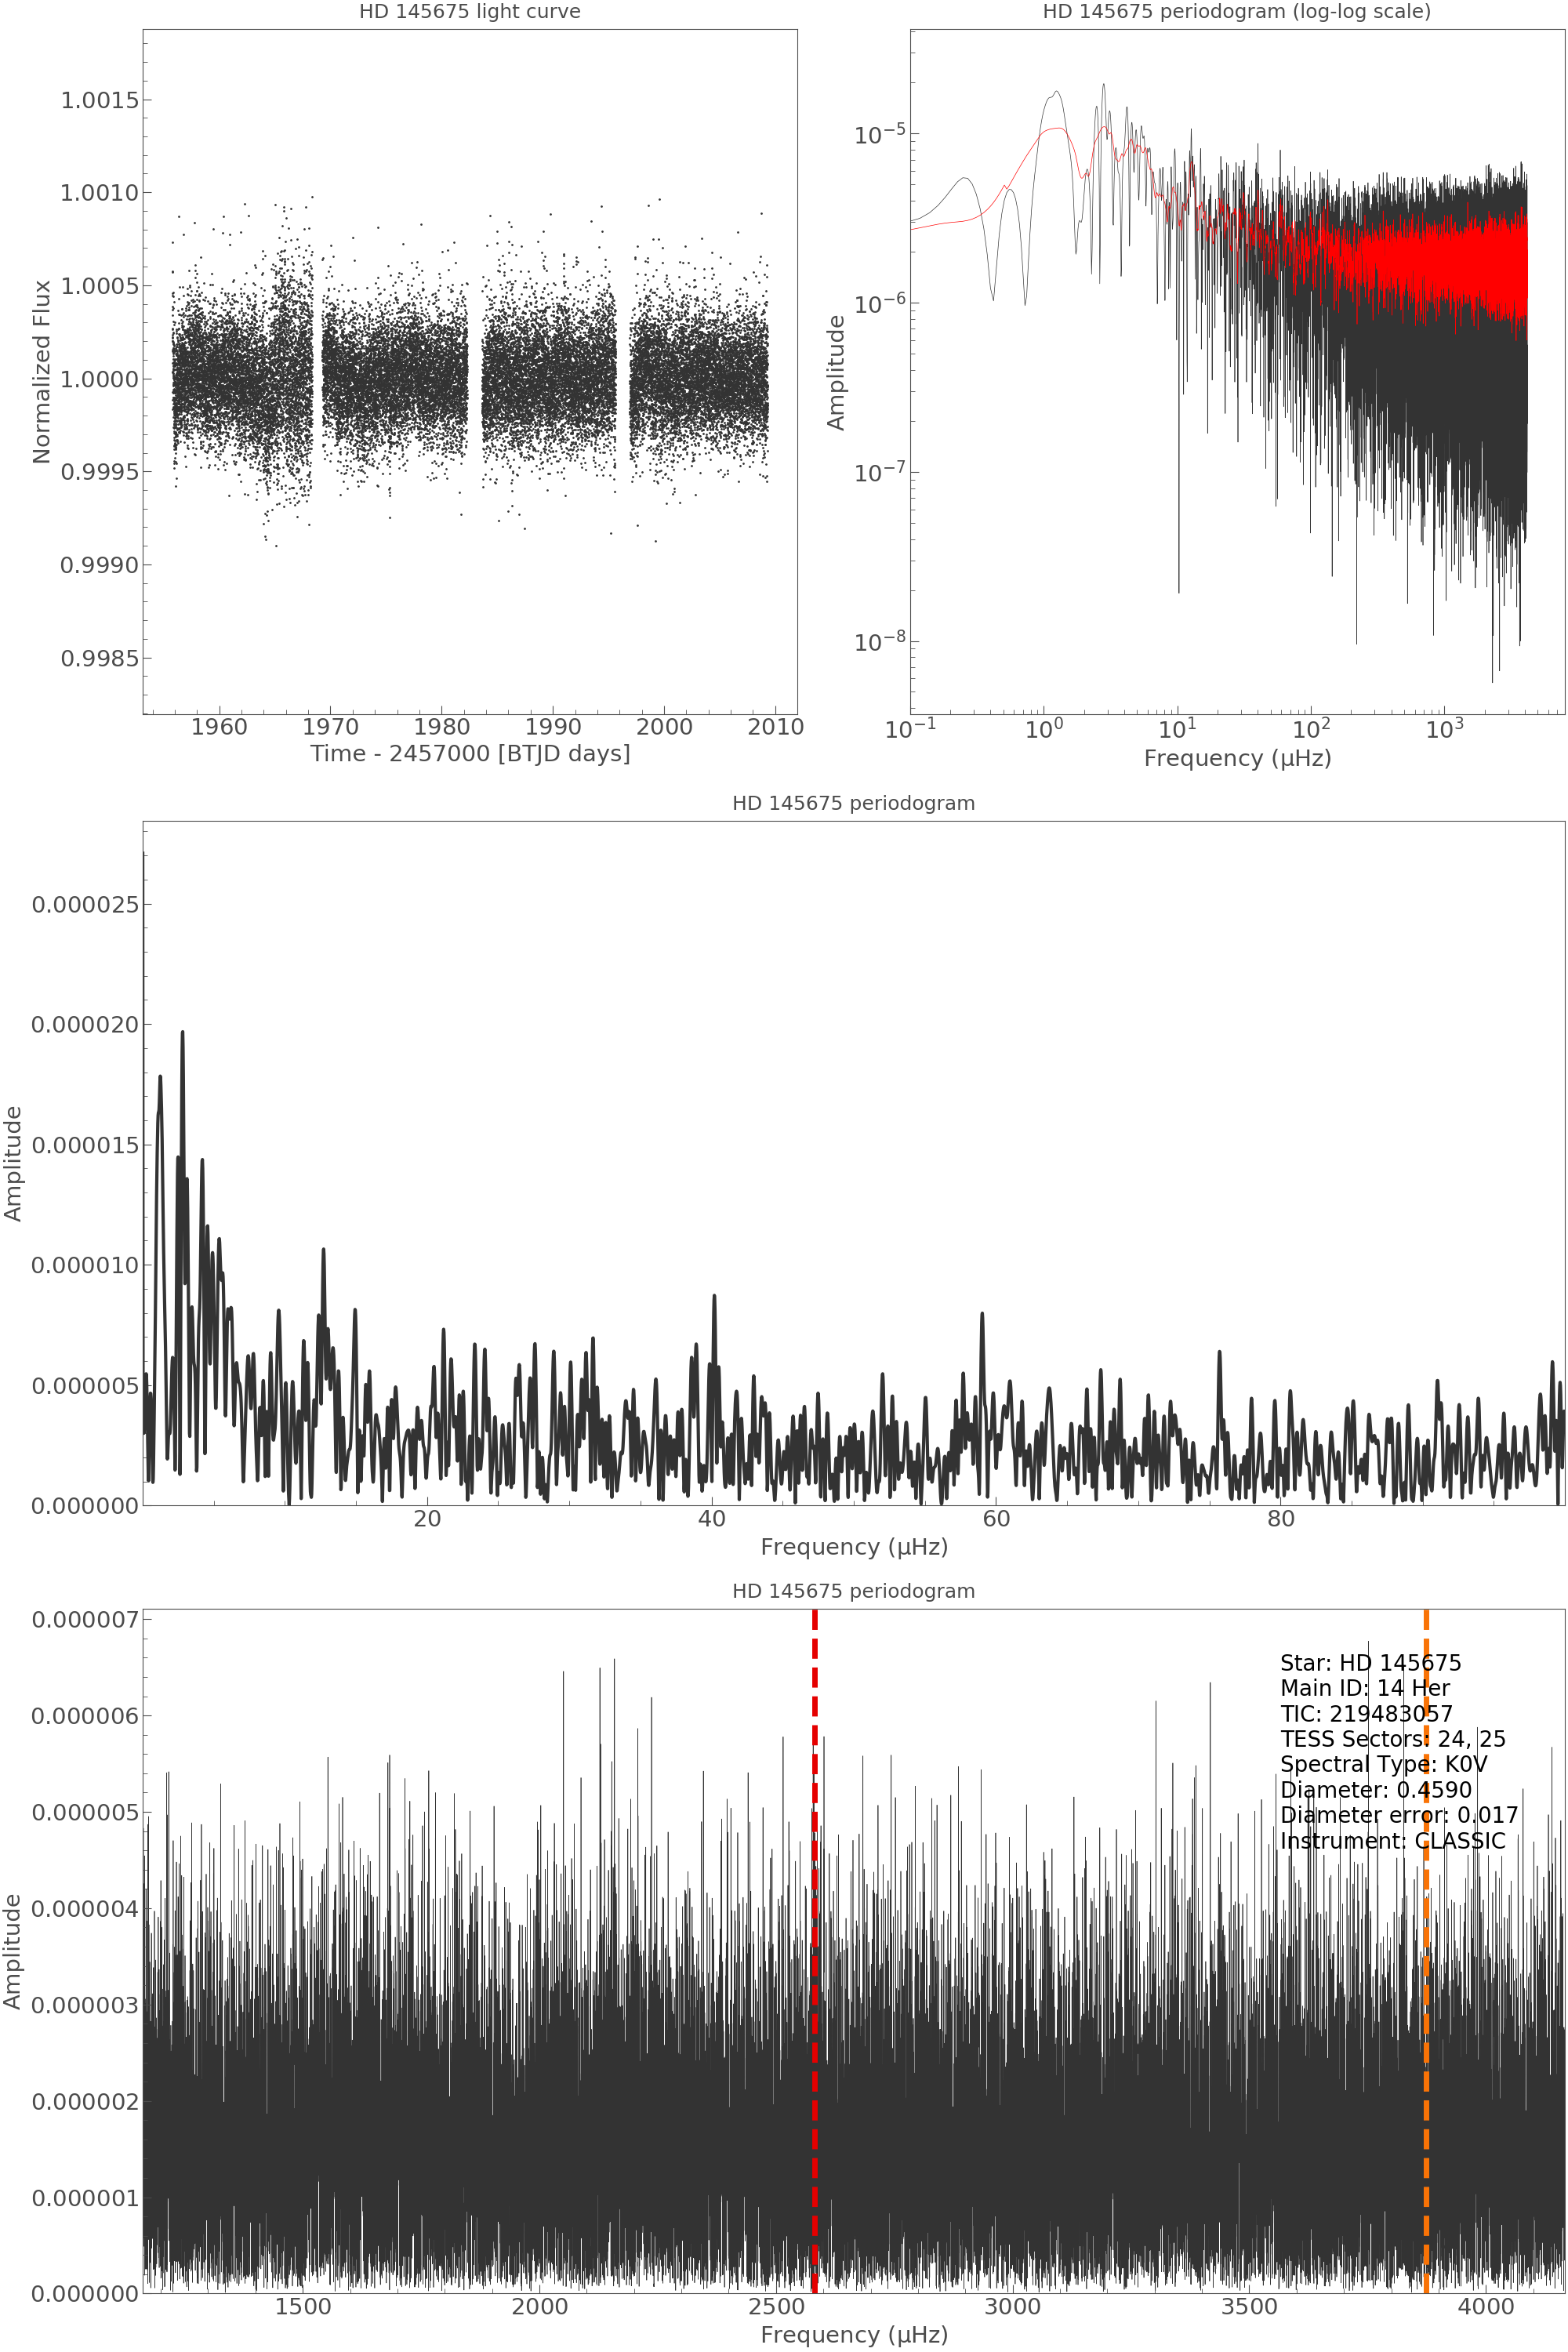 HD 145675 light curve
Normalized Flux
1.0015
1.0010
1.0005
1.0000
0.9995
0.9990
0.9985
1960 1970 1980 1990 2000 2010
Time - 2457000 [BTJD days]
HD 145675 periodogram (log-log scale)
Amplitude
10⁻⁵
10⁻⁶
10⁻⁷
10⁻⁸
10⁻¹ 10⁰ 10¹ 10² 10³
Frequency (μHz)
HD 145675 periodogram
Amplitude
0.000025
0.000020
0.000015
0.000010
0.000005
0.000000
20 40 60 80
Frequency (μHz)
HD 145675 periodogram
Amplitude
0.000007
0.000006
0.000005
0.000004
0.000003
0.000002
0.000001
0.000000
Star: HD 145675
Main ID: 14 Her
TIC: 219483057
TESS Sectors: 24, 25
Spectral Type: K0V
Diameter: 0.4590
Diameter error: 0.017
Instrument: CLASSIC
1500 2000 2500 3000 3500 4000
Frequency (μHz)